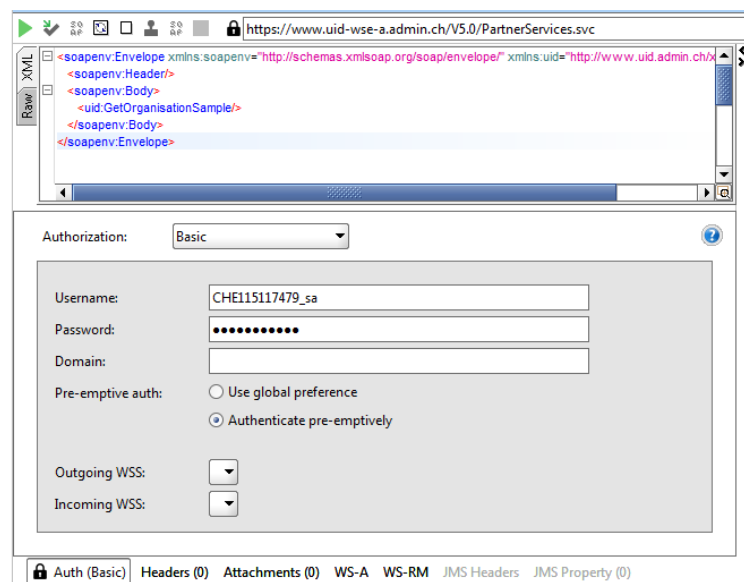 https://www.uid-wse-a.admin.ch/V5.0/PartnerServices.svc
XML
Raw
<soapenv:Envelope xmlns:soapenv="http://schemas.xmlsoap.org/soap/envelope/" xmlns:uid="http://www.uid.admin.ch/x
<soapenv:Header/>
<soapenv:Body>
<uid:GetOrganisationSample/>
</soapenv:Body>
</soapenv:Envelope>
Authorization: Basic
Username: CHE115117479_sa
Password: •••••••••••
Domain:
Pre-emptive auth: Use global preference
Authenticate pre-emptively
Outgoing WSS:
Incoming WSS:
Auth (Basic) Headers (0) Attachments (0) WS-A WS-RM JMS Headers JMS Property (0)